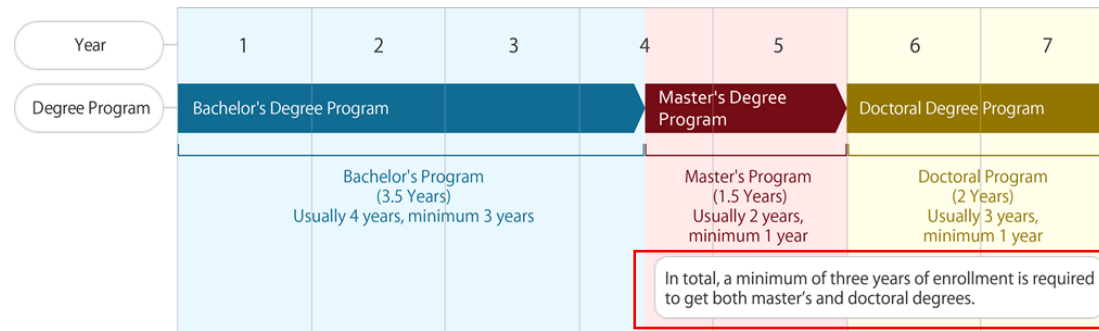 Year 1 2 3 4 5 6 7
Degree Program
Bachelor's Degree Program
Master's Degree
Program
Doctoral Degree Program
Bachelor's Program
(3.5 Years)
Usually 4 years, minimum 3 years
Master's Program
(1.5 Years)
Usually 2 years,
minimum 1 year
Doctoral Program
(2 Years)
Usually 3 years,
minimum 1 year
In total, a minimum of three years of enrollment is required
to get both master’s and doctoral degrees.